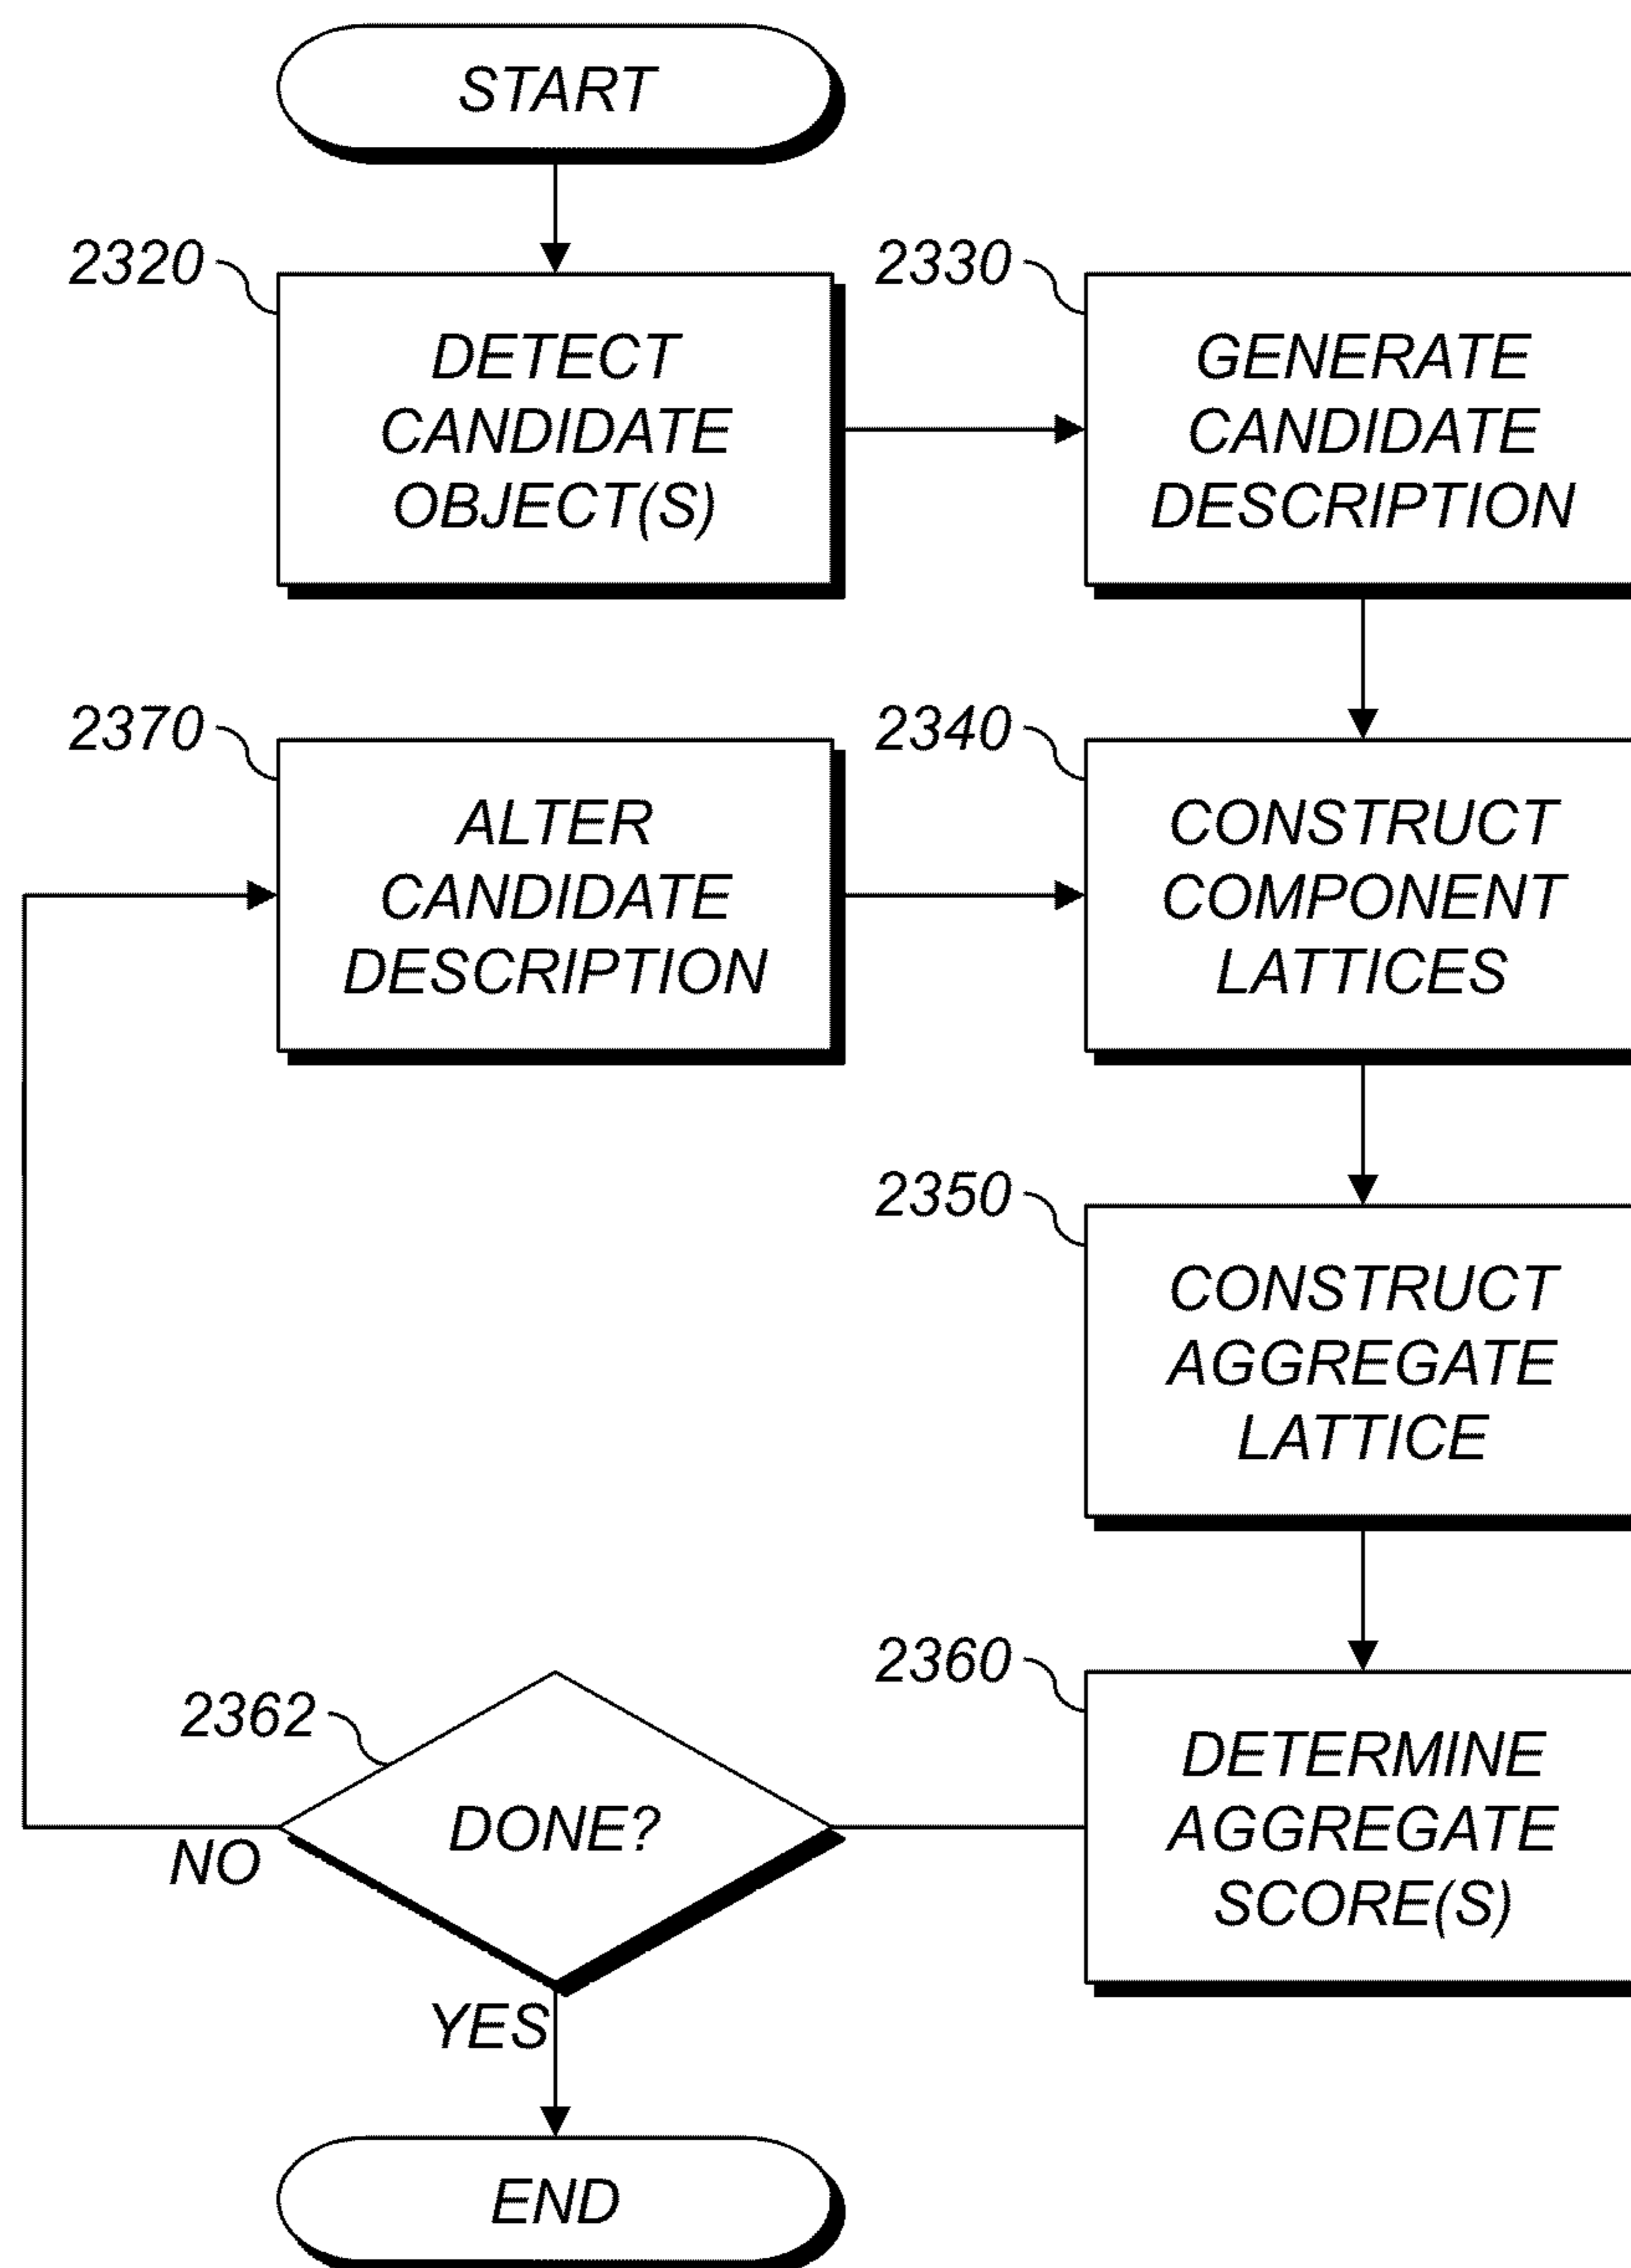 START
2320
DETECT
CANDIDATE
OBJECT(S)
2330
GENERATE
CANDIDATE
DESCRIPTION
2370
ALTER
CANDIDATE
DESCRIPTION
2340
CONSTRUCT
COMPONENT
LATTICES
2350
CONSTRUCT
AGGREGATE
LATTICE
2360
DETERMINE
AGGREGATE
SCORE(S)
2362
DONE?
NO
YES
END